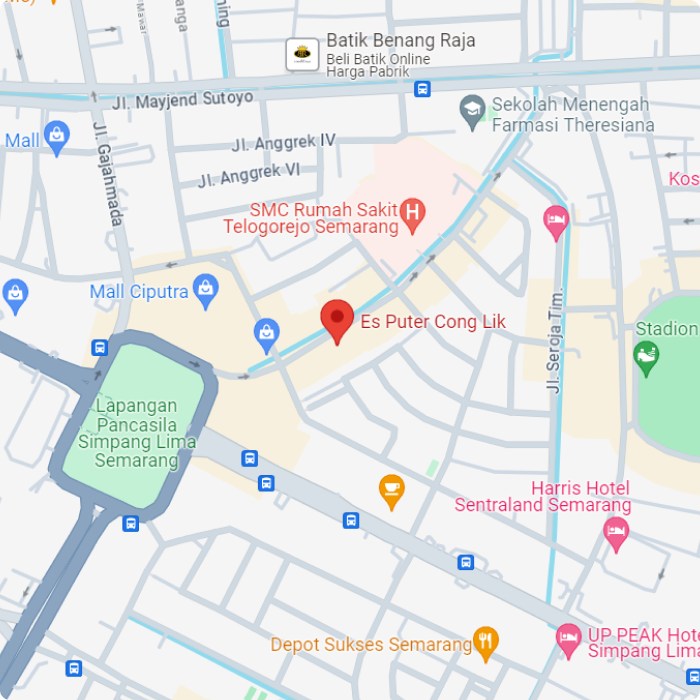 Mawar
Batik Benang Raja
Beli Batik Online
Harga Pabrik
Jl. Mayjend Sutoyo
Sekolah Menengah
Farmasi Theresiana
Mall
Jl. Gajahmada
Jl. Anggrek IV
Jl. Anggrek VI
Kos
SMC Rumah Sakit
Telogorejo Semarang
H
Mall Ciputra
Es Puter Cong Lik
Jl. Seroja Tim.
Stadion
Lapangan
Pancasila
Simpang Lima
Semarang
Harris Hotel
Sentraland Semarang
Depot Sukses Semarang
UP PEAK Hote
Simpang Lima